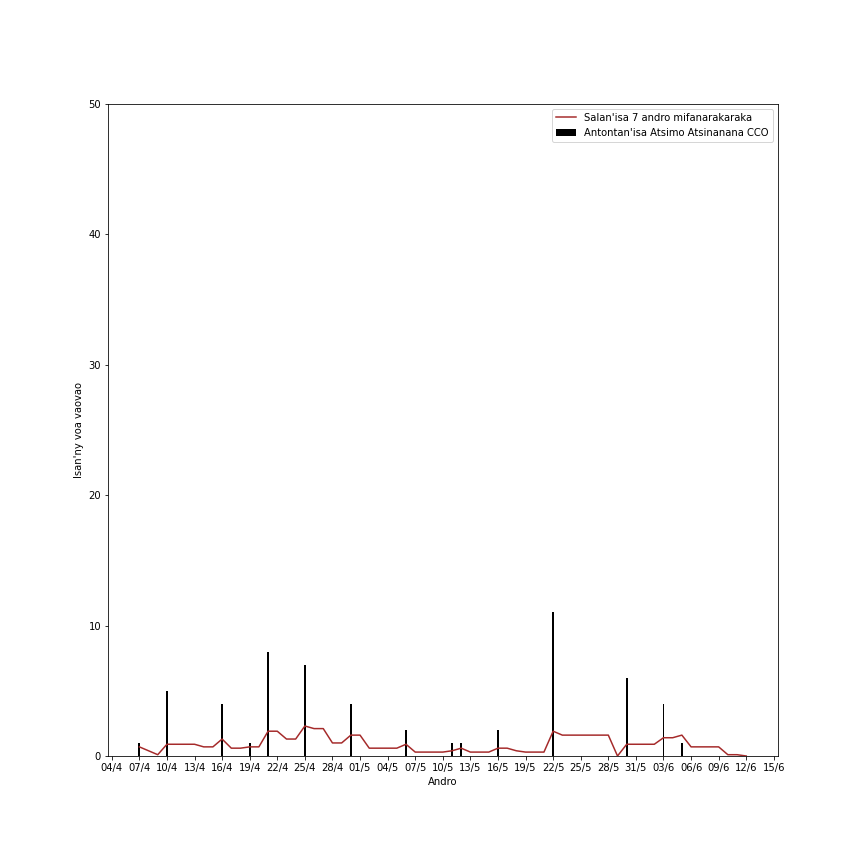 50
40
30
20
10
0
Isan'ny voa vaovao
Salan'isa 7 andro mifanarakaraka
Antontan'isa Atsimo Atsinanana CCO
04/4 07/4 10/4 13/4 16/4 19/4 22/4 25/4 28/4 01/5 04/5 07/5 10/5 13/5 16/5 19/5 22/5 25/5 28/5 31/5 03/6 06/6 09/6 12/6 15/6
Andro